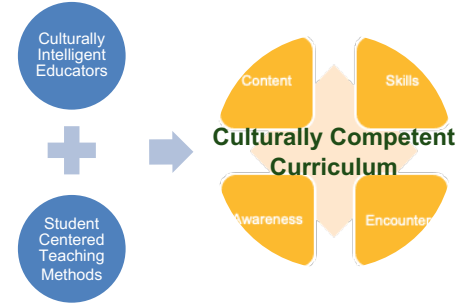 Culturally
Intelligent
Educators
Student
Centered
Teaching
Methods
Content
Skills
Culturally Competent
Curriculum
Awareness
Encounter